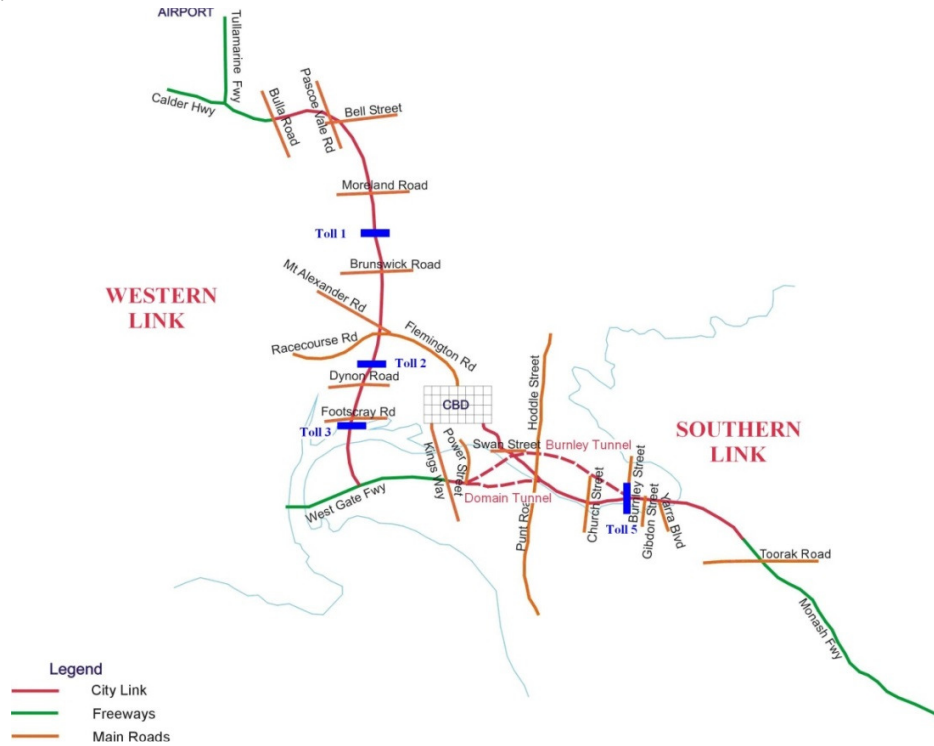 AIRPORT
Tullamarine Fwy
Calder Hwy
Bulla Road
Pascoe Vale Rd
Bell Street
Moreland Road
Toll 1
Brunswick Road
Mt Alexander Rd
WESTERN
LINK
Racecourse Rd
Flemington Rd
Toll 2
Dynon Road
CBD
Hoddle Street
Footscray Rd
Toll 3
Kings Way
Power Street
Swan Street
Burnley Tunnel
SOUTHERN
LINK
West Gate Fwy
Domain Tunnel
Punt Road
Church Street
Burnley Street
Gibdon Street
Yarra Blvd
Toll 5
Toorak Road
Monash Fwy
Legend
City Link
Freeways
Main Roads